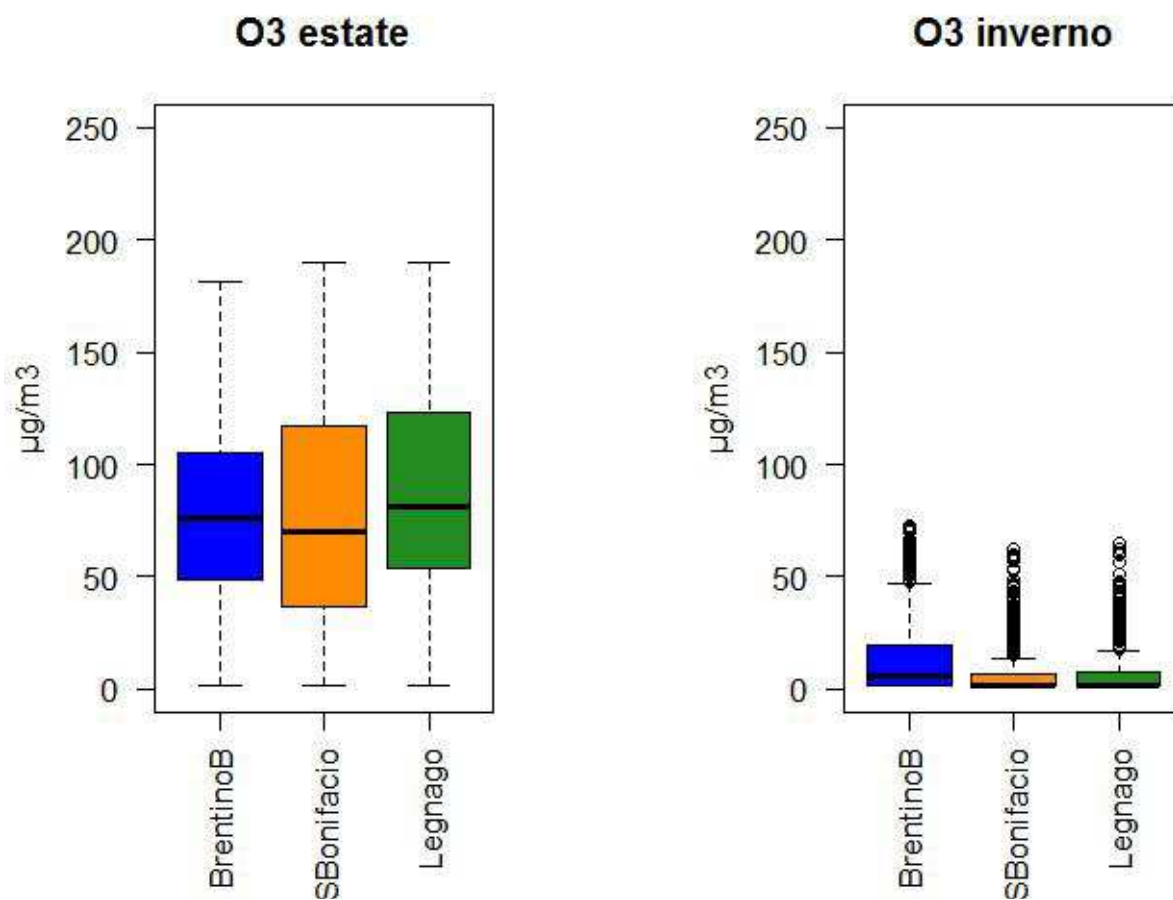 O3 estate
O3 inverno
250
200
150
100
50
0
µg/m3
BrentinoB
SBonifacio
Legnago
250
200
150
100
50
0
µg/m3
BrentinoB
SBonifacio
Legnago